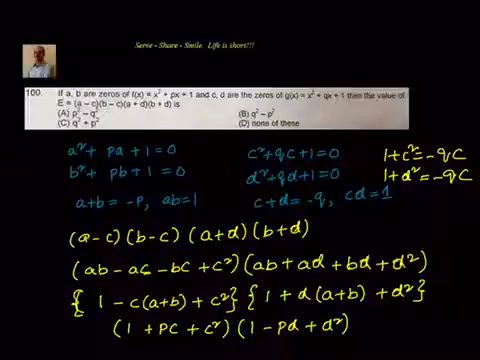 Serve - Share - Smile. Life is short!!!
100. If a, b are zeros of f(x) = x² + px + 1 and c, d are the zeros of g(x) = x² + qx + 1 then the value of
E = (a – c)(b – c)(a + d)(b + d) is
(A) p² – q² (B) q² – p²
(C) q² + p² (D) none of these
a² + pa + 1 = 0 c² + qc + 1 = 0 1 + c² = -qc
b² + pb + 1 = 0 d² + qd + 1 = 0 1 + d² = -qc
a+b = -p, ab = 1 c+d = -q, cd = 1
(a-c) (b-c) (a+d) (b+d)
(ab - ac - bc + c²) (ab + ad + bd + d²)
{ 1 - c(a+b) + c² } { 1 + d(a+b) + d² }
(1 + pc + c²) (1 - pd + d²)